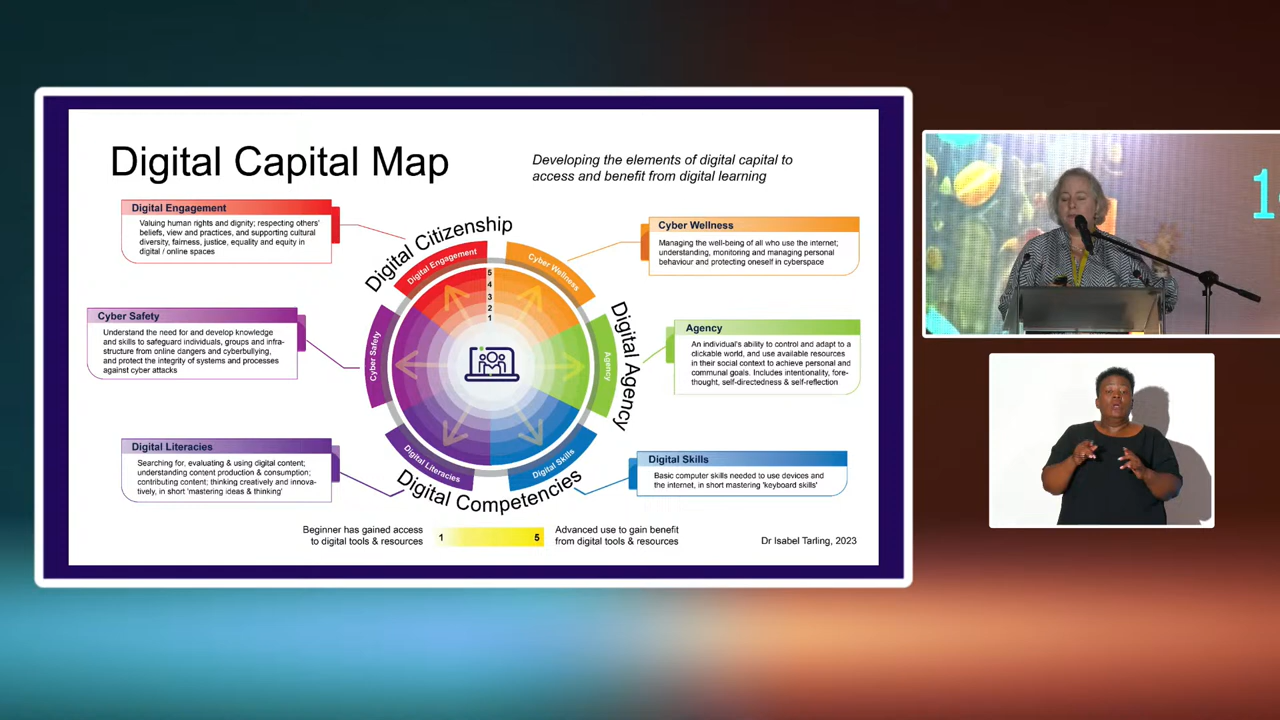 Digital Capital Map
Developing the elements of digital capital to
access and benefit from digital learning
Digital Engagement
Valuing human rights and dignity; respecting others'
beliefs, view and practices, and supporting cultural
diversity, fairness, justice, equality and equity in
digital / online spaces
Cyber Safety
Understand the need for and develop knowledge
and skills to safeguard individuals, groups and infra-
structure from online dangers and cyberbullying,
and protect the integrity of systems and processes
against cyber attacks
Digital Literacies
Searching for, evaluating & using digital content;
understanding content production & consumption;
contributing content; thinking creatively and innova-
tively, in short 'mastering ideas & thinking'
Digital Citizenship
Digital Engagement
Cyber Wellness
Cyber Safety
Agency
Digital Agency
Digital Literacies
Digital Skills
Digital Competencies
5
4
3
2
1
Cyber Wellness
Managing the well-being of all who use the internet;
understanding, monitoring and managing personal
behaviour and protecting oneself in cyberspace
Agency
An individual's ability to control and adapt to a
clickable world, and use available resources
in their social context to achieve personal and
communal goals. Includes intentionality, fore-
thought, self-directedness & self-reflection
Digital Skills
Basic computer skills needed to use devices and
the internet, in short mastering 'keyboard skills'
Beginner has gained access
to digital tools & resources
1
5
Advanced use to gain benefit
from digital tools & resources
Dr Isabel Tarling, 2023